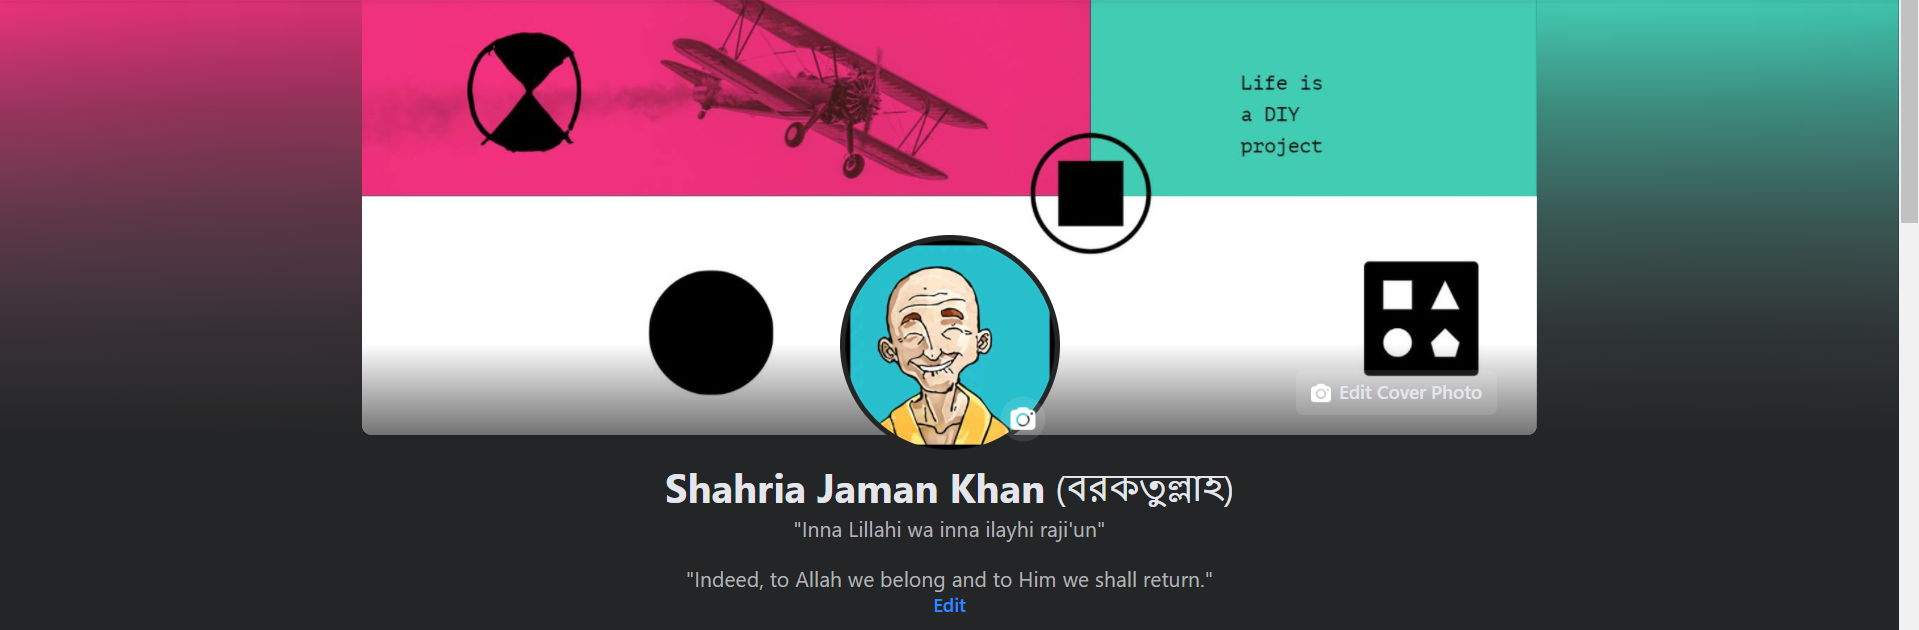 Life is
a DIY
project
Edit Cover Photo
Shahria Jaman Khan (বরকতুল্লাহ)
"Inna Lillahi wa inna ilayhi raji'un"
"Indeed, to Allah we belong and to Him we shall return."
Edit